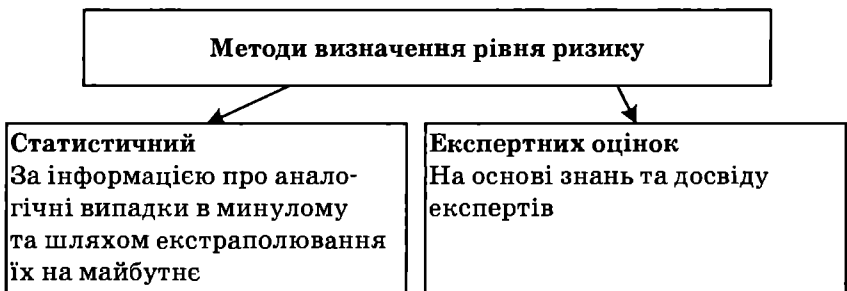 Методи визначення рівня ризику
Статистичний
За інформацією про анало-
гічні випадки в минулому
та шляхом екстраполювання
їх на майбутнє
Експертних оцінок
На основі знань та досвіду
експертів